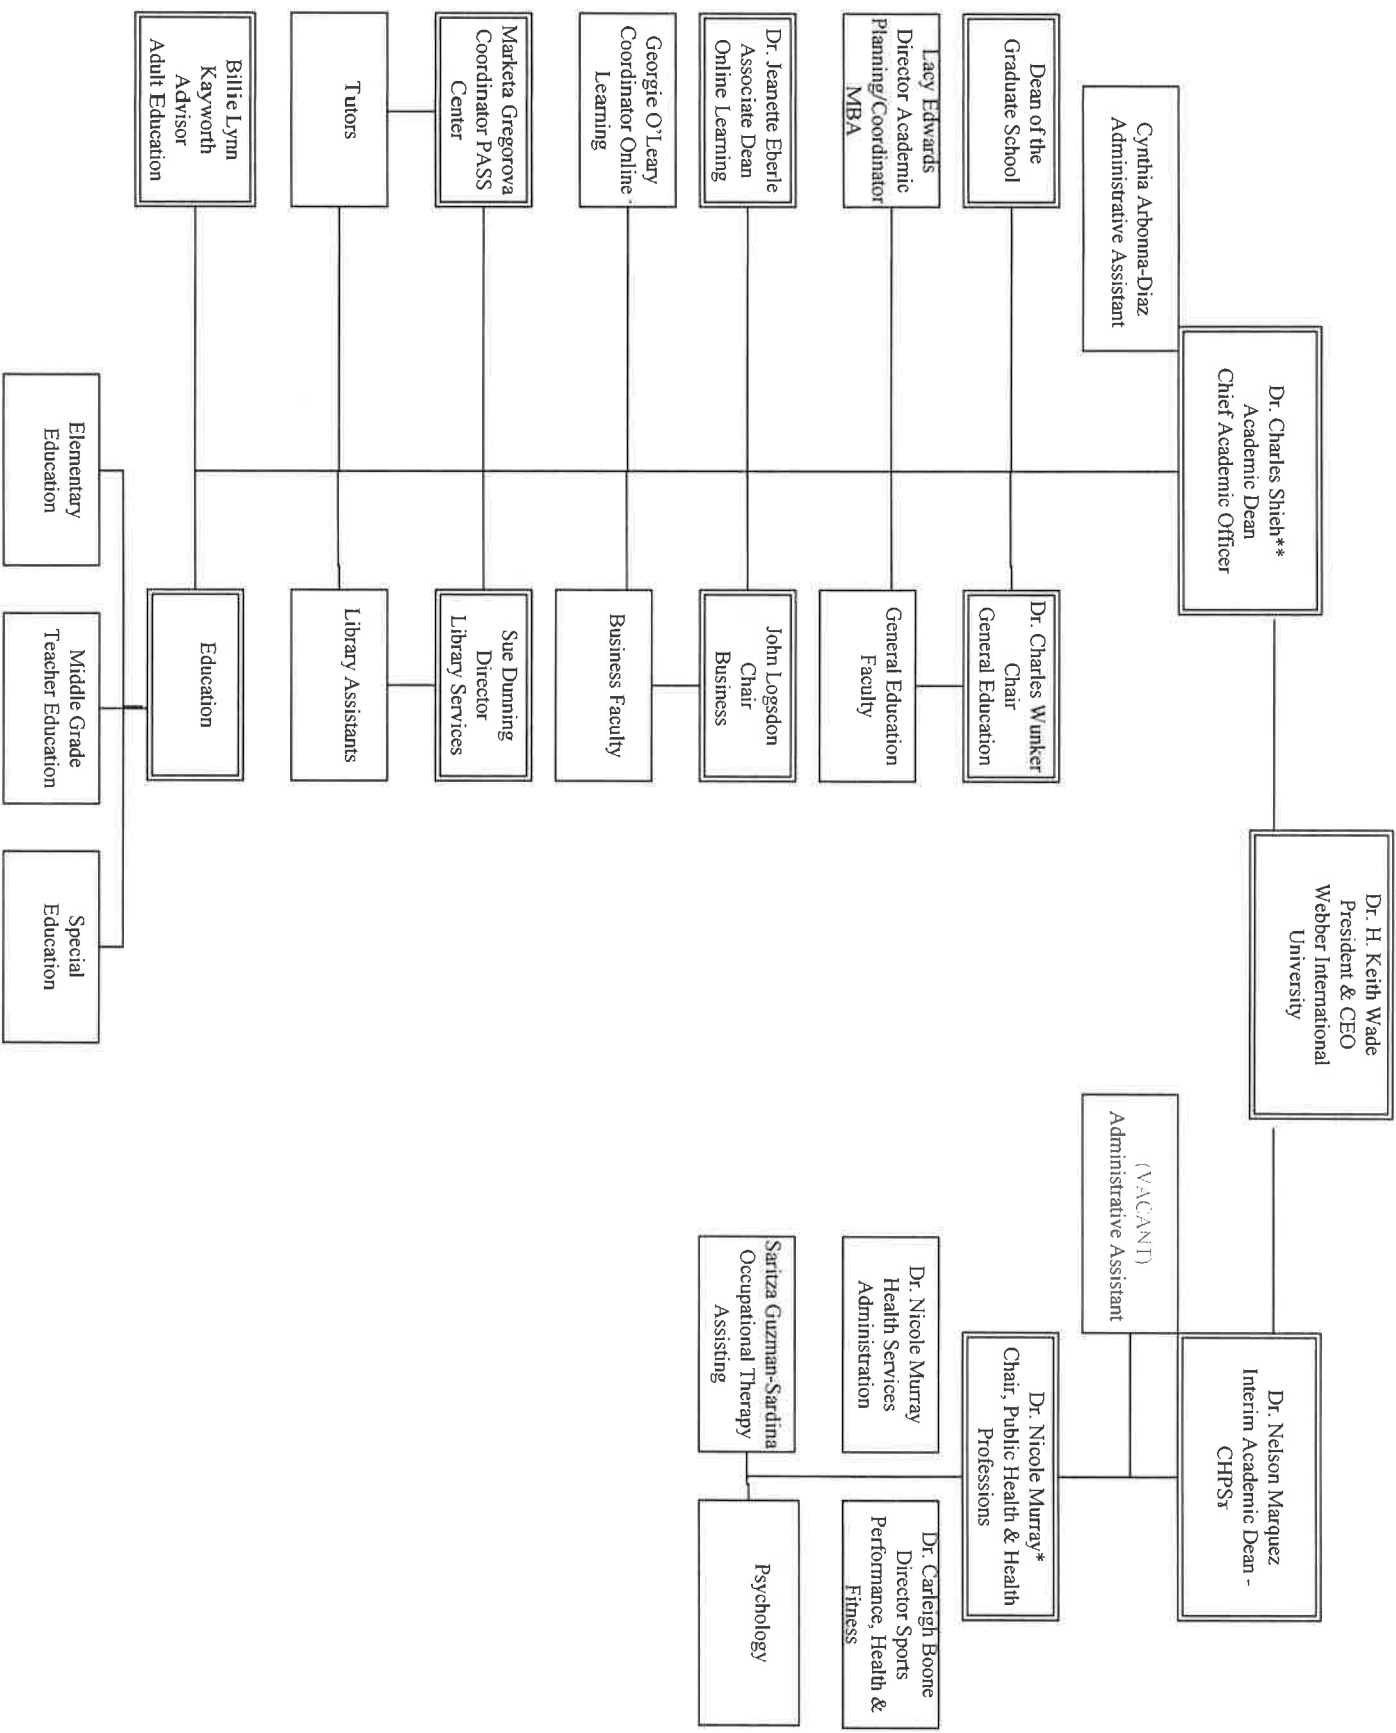 Dr. H. Keith Wade
President & CEO
Webber International
University
Dr. Charles Shieh**
Academic Dean
Chief Academic Officer
Dr. Nelson Marquez
Interim Academic Dean -
CHPSɤ
Cynthia Arbonna-Diaz
Administrative Assistant
(VACANT)
Administrative Assistant
Dean of the
Graduate School
Dr. Charles Wunker
Chair
General Education
Dr. Nicole Murray*
Chair, Public Health & Health
Professions
Lacy Edwards
Director Academic
Planning/Coordinator
MBA
General Education
Faculty
Dr. Nicole Murray
Health Services
Administration
Dr. Carleigh Boone
Director Sports
Performance, Health &
Fitness
Dr. Jeanette Eberle
Associate Dean
Online Learning
John Logsdon
Chair
Business
Saritza Guzman-Sardina
Occupational Therapy
Assisting
Psychology
Georgie O'Leary
Coordinator Online
Learning
Business Faculty
Marketa Gregorova
Coordinator PASS
Center
Sue Dunning
Director
Library Services
Tutors
Library Assistants
Billie Lynn
Kayworth
Advisor
Adult Education
Education
Elementary
Education
Middle Grade
Teacher Education
Special
Education